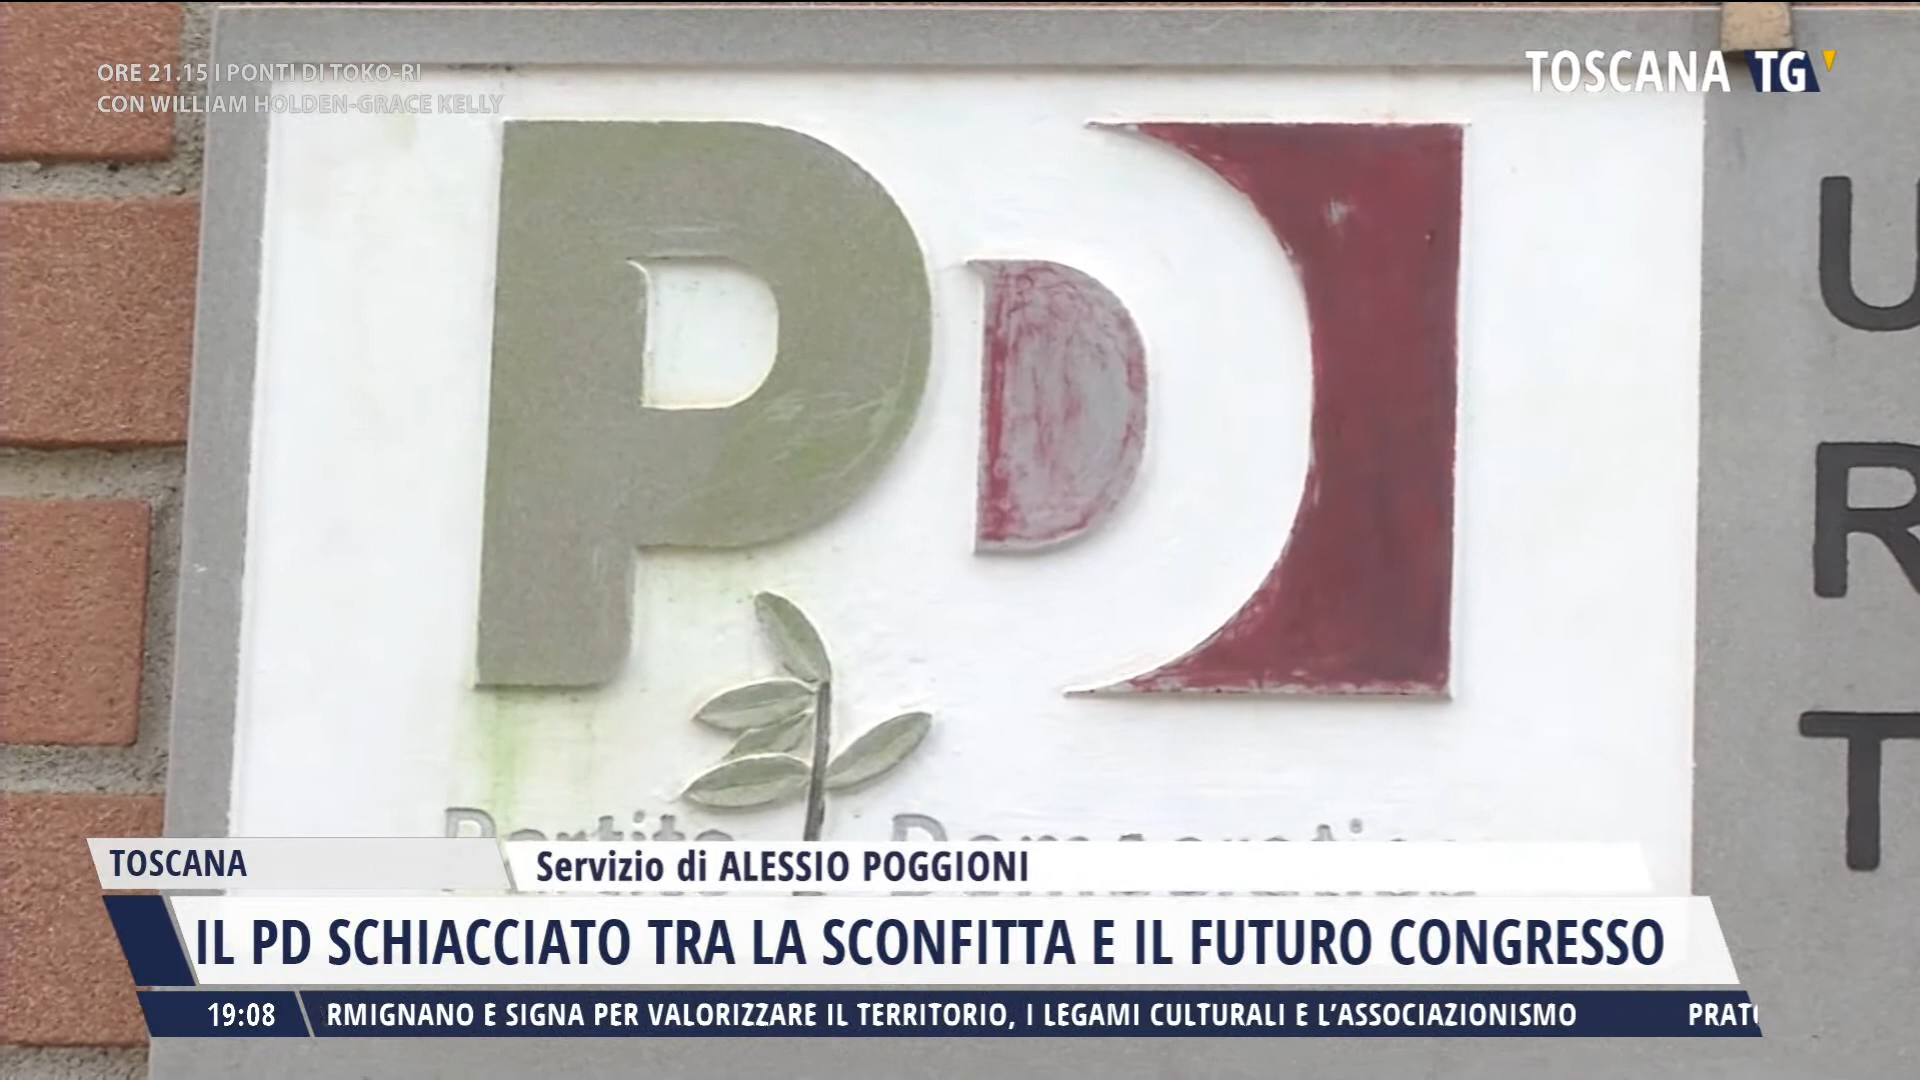 ORE 21.15 I PONTI DI TOKO-RI
CON WILLIAM HOLDEN-GRACE KELLY
TOSCANA TG
PD
U
R
T
Partito Democratico
TOSCANA
Servizio di ALESSIO POGGIONI
IL PD SCHIACCIATO TRA LA SCONFITTA E IL FUTURO CONGRESSO
19:08
RMIGNANO E SIGNA PER VALORIZZARE IL TERRITORIO, I LEGAMI CULTURALI E L'ASSOCIAZIONISMO
PRATO